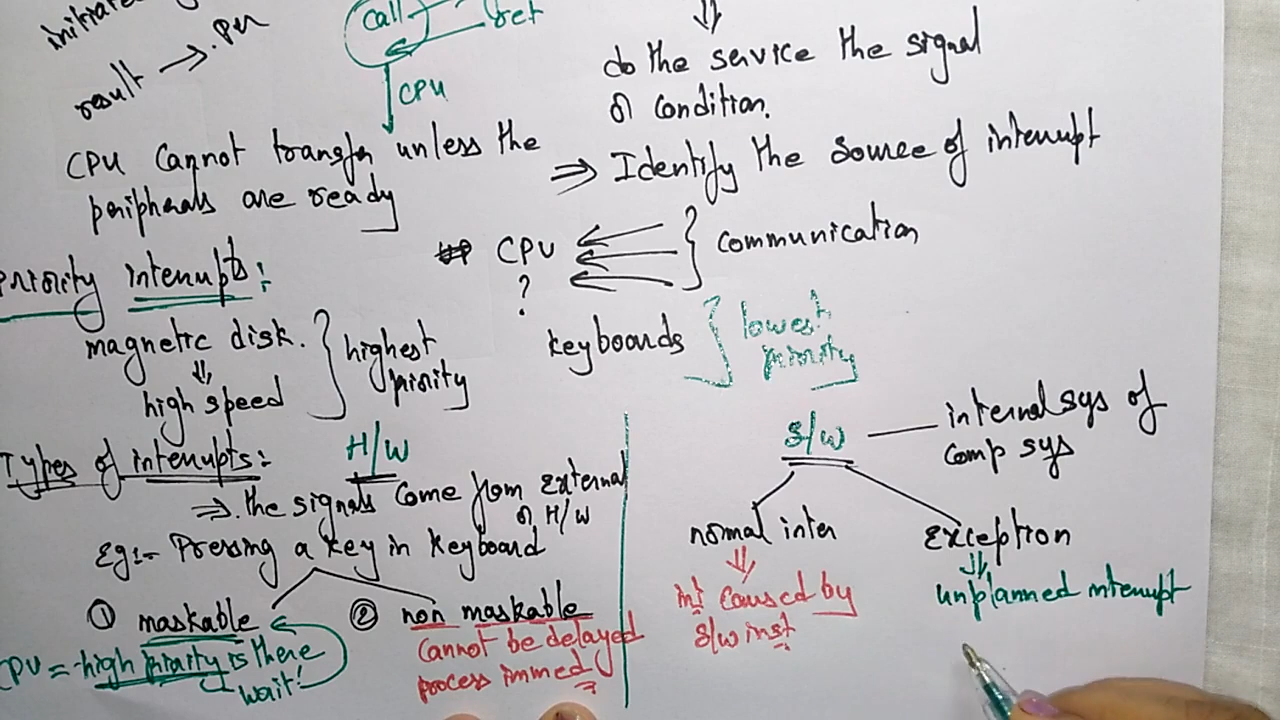 initiated
result → per
Call ret
CPU
CPU Cannot transfer unless the
peripherals are ready
do the service the signal
or condition.
⇒ Identify the source of interrupt
CPU
?
communication
priority interrupts:
magnetic disk.
⇓
high speed
highest
priority
keyboards
lowest
priority
Types of interrupts:
H/W
⇒ the signals come from external
or H/W
Eg:- Pressing a key in keyboard
① maskable
CPU = high priority is there
wait!
② non maskable
Cannot be delayed
process immed
S/W
internal sys of
comp sys
normal inter
⇓
int caused by
S/w inst
exception
⇓
unplanned interrupt